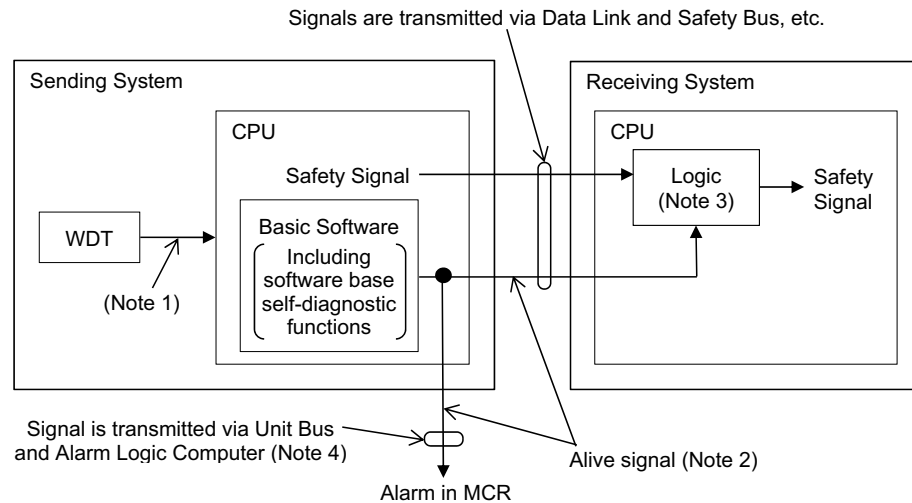 Signals are transmitted via Data Link and Safety Bus, etc.
Sending System
Receiving System
CPU
CPU
Safety Signal
Logic
(Note 3)
Safety
Signal
WDT
(Note 1)
Basic Software
Including
software base
self-diagnostic
functions
Signal is transmitted via Unit Bus
and Alarm Logic Computer (Note 4)
Alive signal (Note 2)
Alarm in MCR